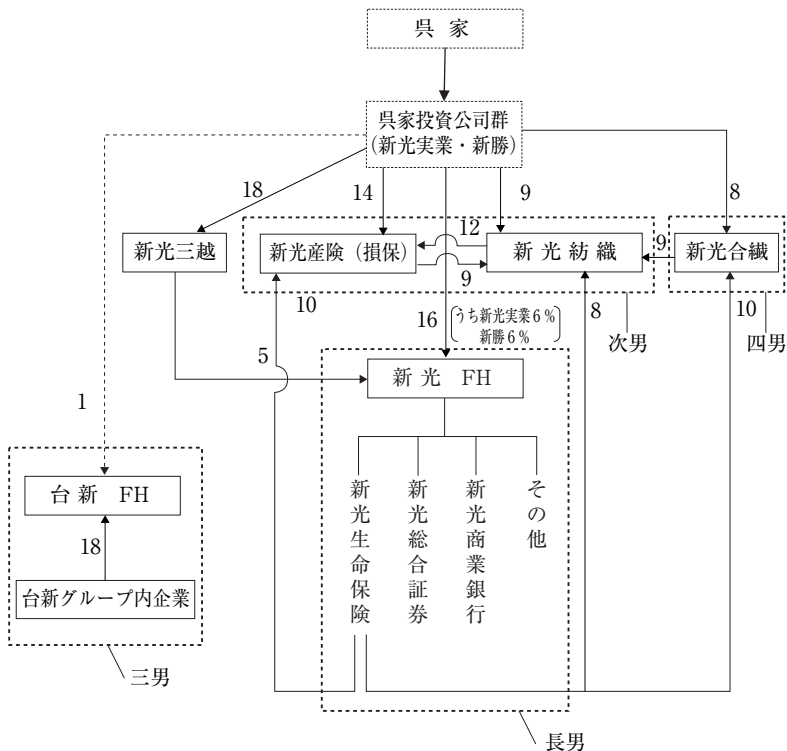 呉家
呉家投資公司群
(新光実業・新勝)
18
14
9
8
12
新光三越
新光産険(損保)
新光紡織
9
新光合繊
9
10
16
うち新光実業6%
新勝6%
8
10
次男
四男
5
新光 FH
1
台新 FH
18
台新グループ内企業
三男
新光生命保険
新光総合証券
新光商業銀行
その他
長男